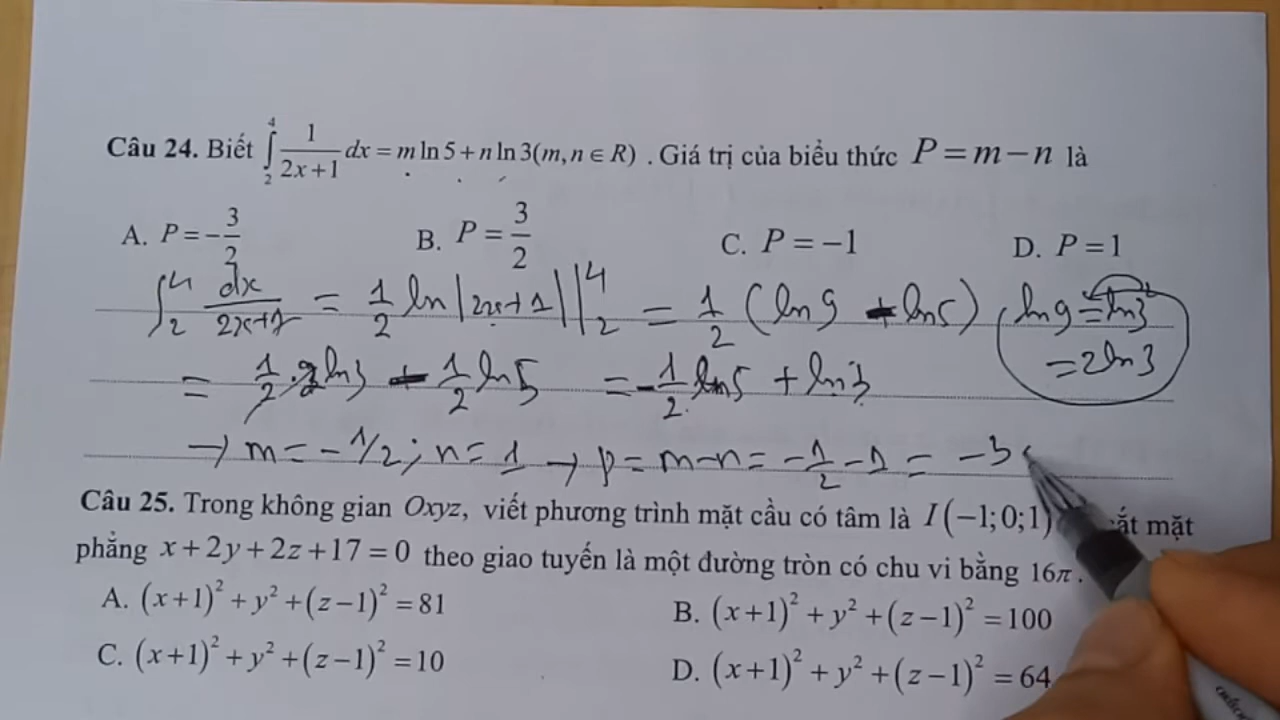 Câu 24. Biết ∫₂⁴ 1/(2x+1) dx = m ln 5 + n ln 3(m, n ∈ R) . Giá trị của biểu thức P = m − n là
A. P = −3/2 B. P = 3/2 C. P = −1 D. P = 1
∫₂⁴ dx/(2x+1) = 1/2 ln|2x+1| |₂⁴ = 1/2 (ln9 − ln5) , ln9 = ln3²
= 1/2 . 2ln3 − 1/2 ln5 = −1/2 ln5 + ln3 = 2ln3
→ m = −1/2 ; n = 1 → P = m − n = −1/2 − 1 = −3
Câu 25. Trong không gian Oxyz, viết phương trình mặt cầu có tâm là I(−1;0;1) cắt mặt
phẳng x + 2y + 2z + 17 = 0 theo giao tuyến là một đường tròn có chu vi bằng 16π.
A. (x+1)² + y² + (z−1)² = 81 B. (x+1)² + y² + (z−1)² = 100
C. (x+1)² + y² + (z−1)² = 10 D. (x+1)² + y² + (z−1)² = 64